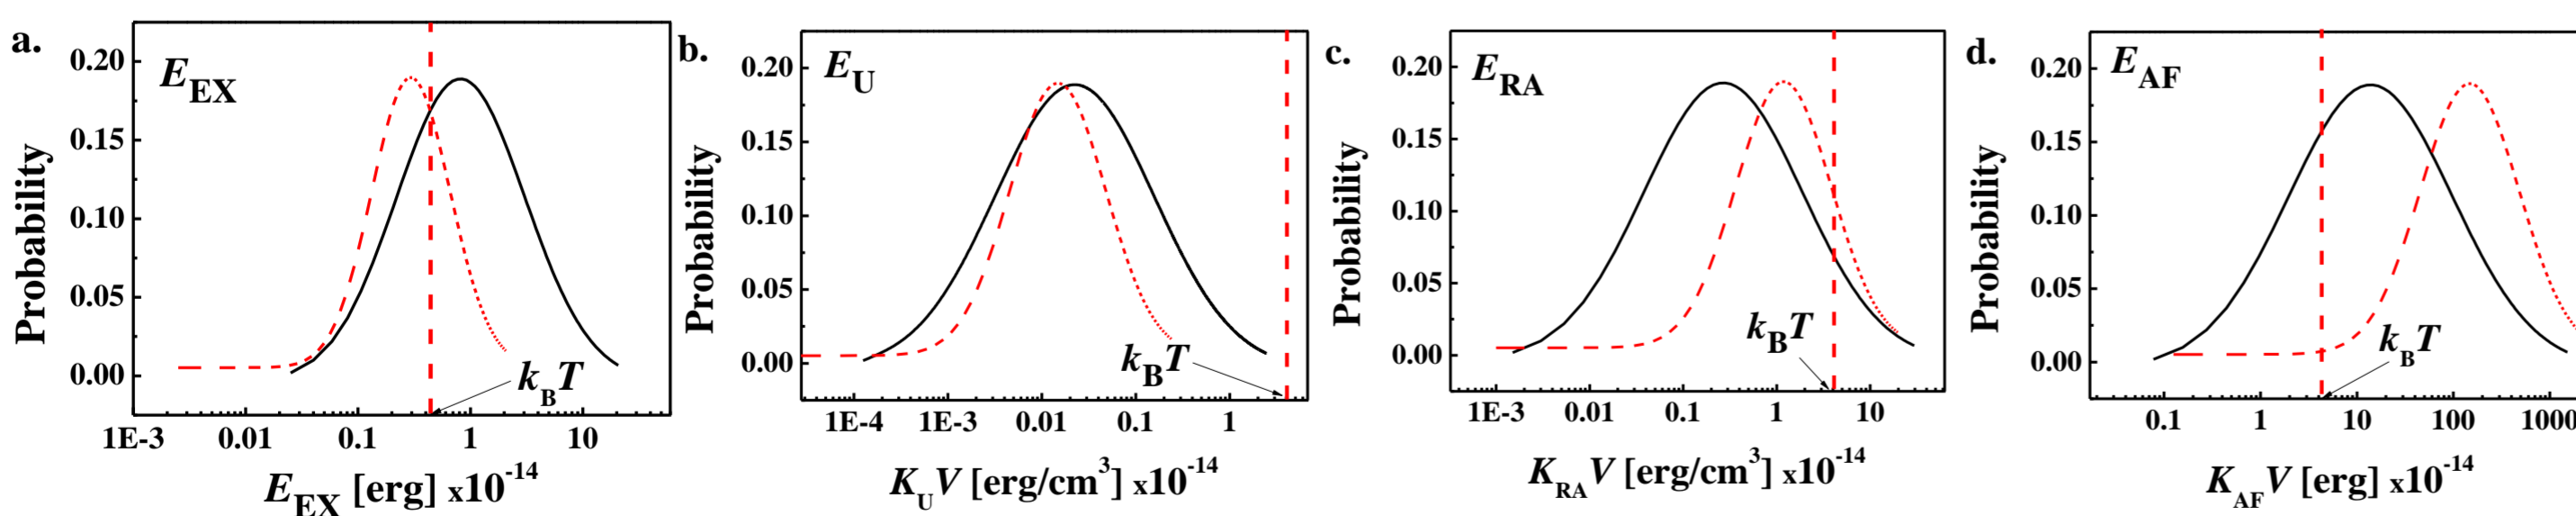 a.
E_EX
Probability
0.20
0.15
0.10
0.05
0.00
k_BT
1E-3 0.01 0.1 1 10
E_EX [erg] x10^-14
b.
E_U
Probability
0.20
0.15
0.10
0.05
0.00
k_BT
1E-4 1E-3 0.01 0.1 1
K_UV [erg/cm^3] x10^-14
c.
E_RA
Probability
0.20
0.15
0.10
0.05
0.00
k_BT
1E-3 0.01 0.1 1 10
K_RAV [erg/cm^3] x10^-14
d.
E_AF
Probability
0.20
0.15
0.10
0.05
0.00
k_BT
0.1 1 10 100 1000
K_AFV [erg] x10^-14